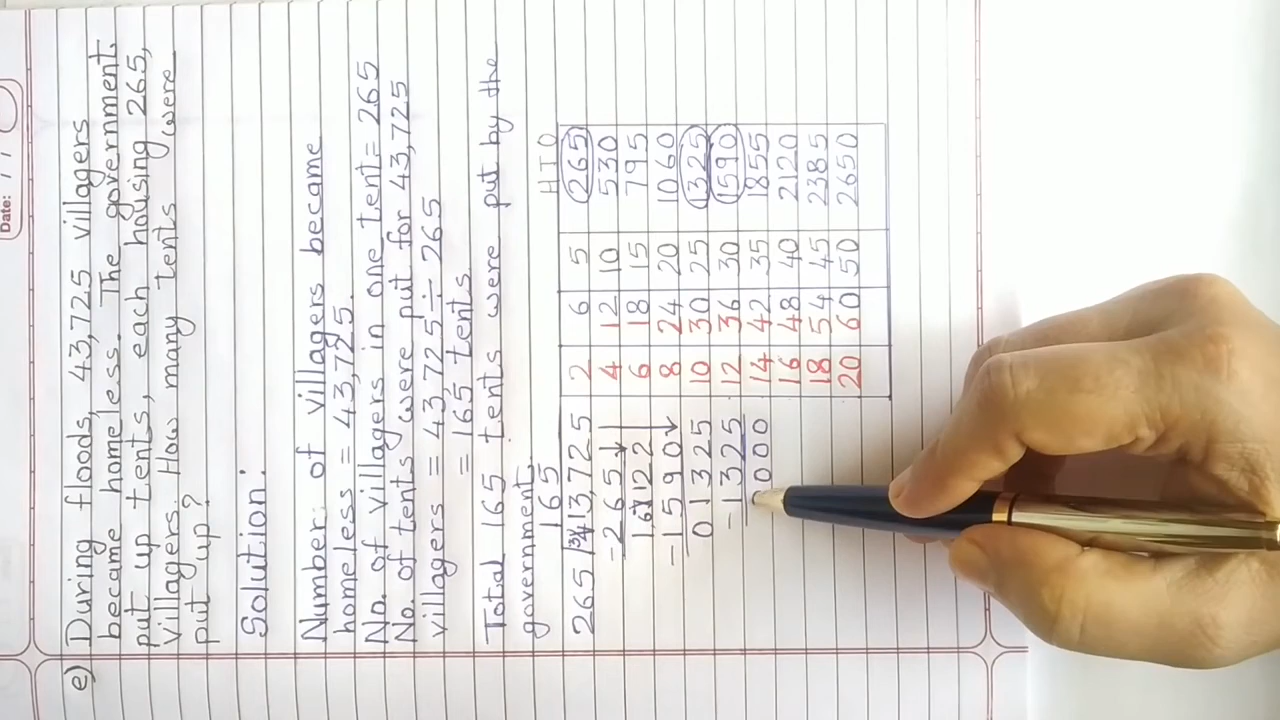 Date:
e) During floods, 43,725 villagers
became homeless. The government
put up tents, each housing 265,
villagers. How many tents were
put up?
Solution:
Number of villagers became
homeless = 43,725.
No. of villagers in one tent = 265
No. of tents were put for 43,725
villagers = 43,725 ÷ 265
= 165 tents
Total 165 tents were put by the
government.
165
265 43,725
-265
1622
-1590
01325
-1325
000
H T O
2 6 5 265
4 12 10 530
6 18 15 795
8 24 20 1060
10 30 25 1325
12 36 30 1590
14 42 35 1855
16 48 40 2120
18 54 45 2385
20 60 50 2650